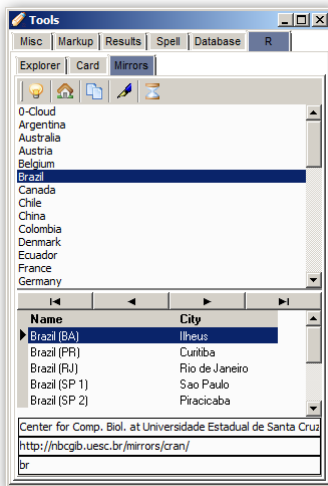 Tools
Misc Markup Results Spell Database R
Explorer Card Mirrors
0-Cloud
Argentina
Australia
Austria
Belgium
Brazil
Canada
Chile
China
Colombia
Denmark
Ecuador
France
Germany
Name City
Brazil (BA) Ilheus
Brazil (PR) Curitiba
Brazil (RJ) Rio de Janeiro
Brazil (SP 1) Sao Paulo
Brazil (SP 2) Piracicaba
Center for Comp. Biol. at Universidade Estadual de Santa Cruz
http://nbcgib.uesc.br/mirrors/cran/
br